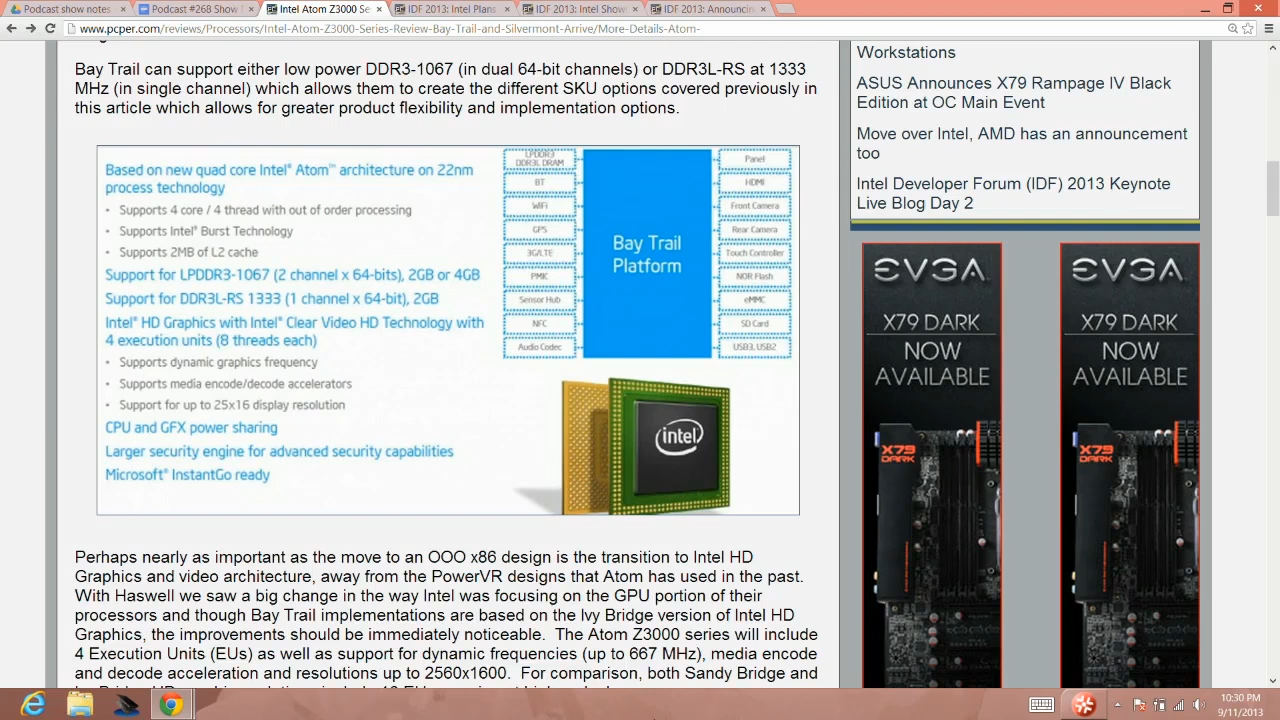 Podcast show notes
Podcast #268 Show
Intel Atom Z3000 Se
IDF 2013: Intel Plans
IDF 2013: Intel Show
IDF 2013: Announcin
www.pcper.com/reviews/Processors/Intel-Atom-Z3000-Series-Review-Bay-Trail-and-Silvermont-Arrive/More-Details-Atom-
Bay Trail can support either low power DDR3-1067 (in dual 64-bit channels) or DDR3L-RS at 1333
MHz (in single channel) which allows them to create the different SKU options covered previously in
this article which allows for greater product flexibility and implementation options.
Based on new quad core Intel® Atom™ architecture on 22nm
process technology
• Supports 4 core / 4 thread with out of order processing
• Supports Intel® Burst Technology
• Supports 2MB of L2 cache
Support for LPDDR3-1067 (2 channel x 64-bits), 2GB or 4GB
Support for DDR3L-RS 1333 (1 channel x 64-bit), 2GB
Intel® HD Graphics with Intel® Clear Video HD Technology with
4 execution units (8 threads each)
• Supports dynamic graphics frequency
• Supports media encode/decode accelerators
• Support for up to 25x16 display resolution
CPU and GFX power sharing
Larger security engine for advanced security capabilities
Microsoft® InstantGo ready
LPDDR3
DDR3L DRAM
BT
WiFi
GPS
3G/LTE
PMIC
Sensor Hub
NFC
Audio Codec
Bay Trail
Platform
Panel
HDMI
Front Camera
Rear Camera
Touch Controller
NOR Flash
eMMC
SD Card
USB3, USB2
intel
Perhaps nearly as important as the move to an OOO x86 design is the transition to Intel HD
Graphics and video architecture, away from the PowerVR designs that Atom has used in the past.
With Haswell we saw a big change in the way Intel was focusing on the GPU portion of their
processors and though Bay Trail implementations are based on the Ivy Bridge version of Intel HD
Graphics, the improvements should be immediately noticeable. The Atom Z3000 series will include
4 Execution Units (EUs) as well as support for dynamic frequencies (up to 667 MHz), media encode
and decode acceleration and resolutions up to 2560x1600. For comparison, both Sandy Bridge and
Workstations
ASUS Announces X79 Rampage IV Black
Edition at OC Main Event
Move over Intel, AMD has an announcement
too
Intel Developer Forum (IDF) 2013 Keynote
Live Blog Day 2
EVGA
X79 DARK
NOW
AVAILABLE
X79
DARK
EVGA
X79 DARK
NOW
AVAILABLE
X79
DARK
10:30 PM
9/11/2013